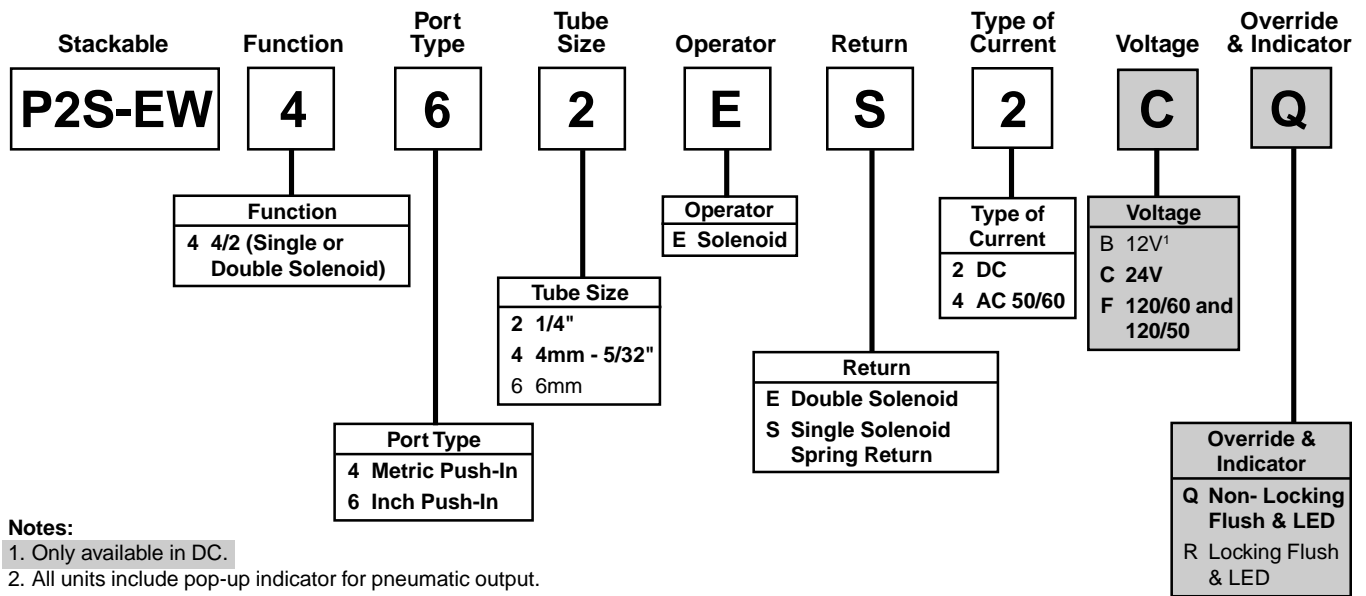 Stackable
Function
Port
Type
Tube
Size
Operator
Return
Type of
Current
Voltage
Override
& Indicator
P2S-EW
4
6
2
E
S
2
C
Q
Function
4 4/2 (Single or
Double Solenoid)
Port Type
4 Metric Push-In
6 Inch Push-In
Tube Size
2 1/4"
4 4mm - 5/32"
6 6mm
Operator
E Solenoid
Return
E Double Solenoid
S Single Solenoid
Spring Return
Type of
Current
2 DC
4 AC 50/60
Voltage
B 12V¹
C 24V
F 120/60 and
120/50
Override &
Indicator
Q Non- Locking
Flush & LED
R Locking Flush
& LED
Notes:
1. Only available in DC.
2. All units include pop-up indicator for pneumatic output.